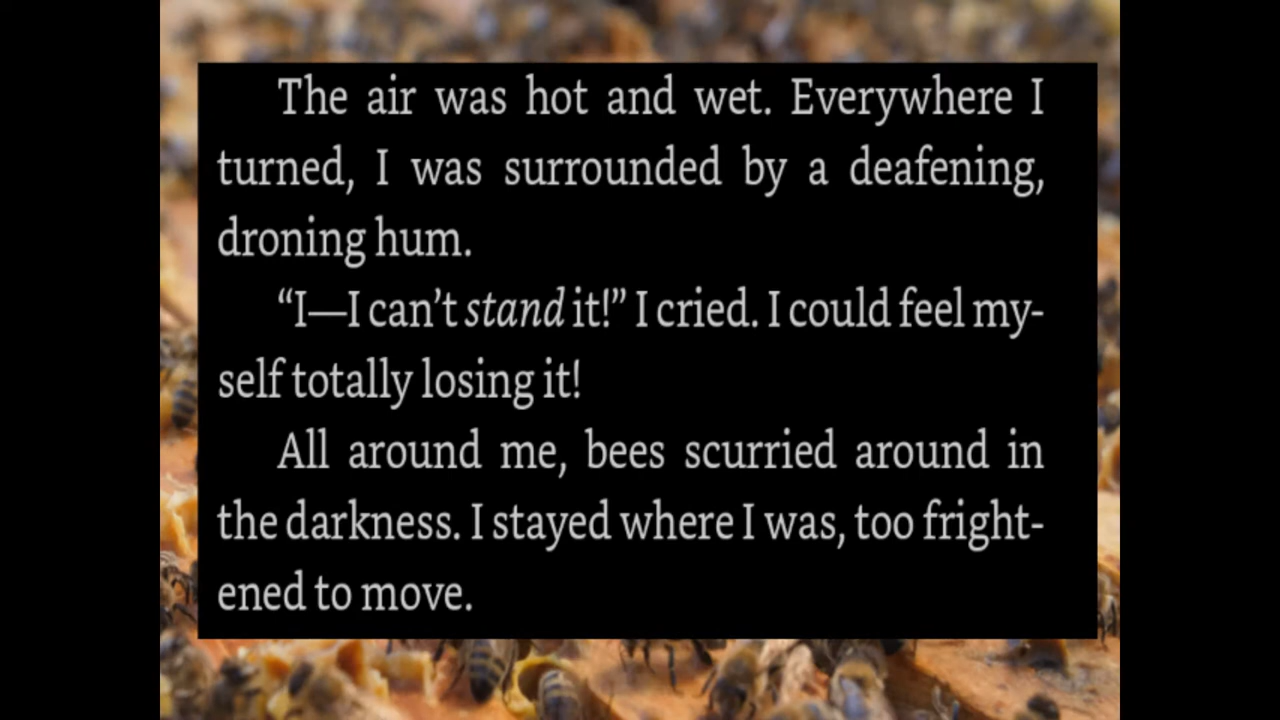 The air was hot and wet. Everywhere I
turned, I was surrounded by a deafening,
droning hum.
“I—I can’t stand it!” I cried. I could feel my-
self totally losing it!
All around me, bees scurried around in
the darkness. I stayed where I was, too fright-
ened to move.